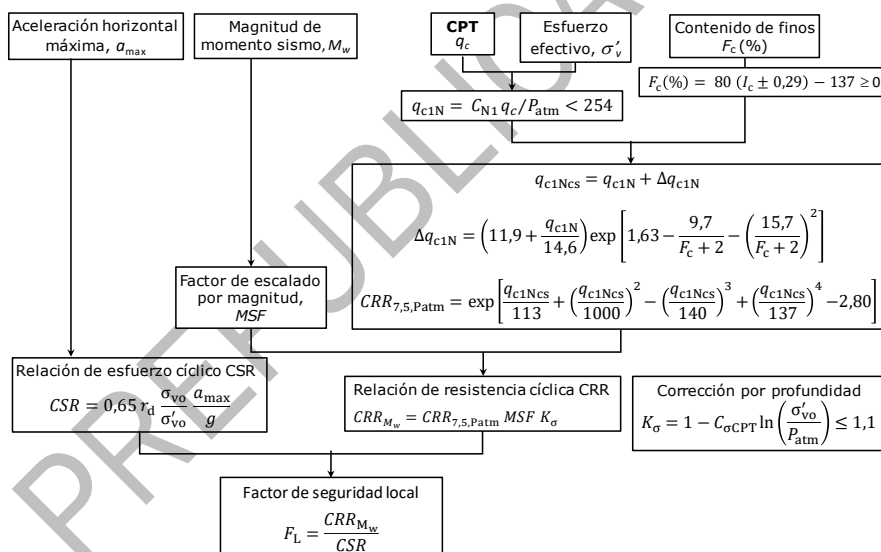 Aceleración horizontal
máxima, a_max
Magnitud de
momento sismo, M_w
CPT
q_c
Esfuerzo
efectivo, σ′_v
Contenido de finos
F_c (%)
F_c(%) = 80 (I_c ± 0,29) − 137 ≥ 0
q_c1N = C_N1 q_c/P_atm < 254
q_c1Ncs = q_c1N + Δq_c1N
Δq_c1N = (11,9 + q_c1N/14,6) exp[1,63 − 9,7/(F_c + 2) − (15,7/(F_c + 2))²]
CRR_7,5,Patm = exp[q_c1Ncs/113 + (q_c1Ncs/1000)² − (q_c1Ncs/140)³ + (q_c1Ncs/137)⁴ −2,80]
Factor de escalado
por magnitud,
MSF
Relación de esfuerzo cíclico CSR
CSR = 0,65 r_d σ_vo/σ′_vo a_max/g
Relación de resistencia cíclica CRR
CRR_Mw = CRR_7,5,Patm MSF K_σ
Corrección por profundidad
K_σ = 1 − C_σCPT ln(σ′_vo/P_atm) ≤ 1,1
Factor de seguridad local
F_L = CRR_Mw/CSR
PREPUBLICA